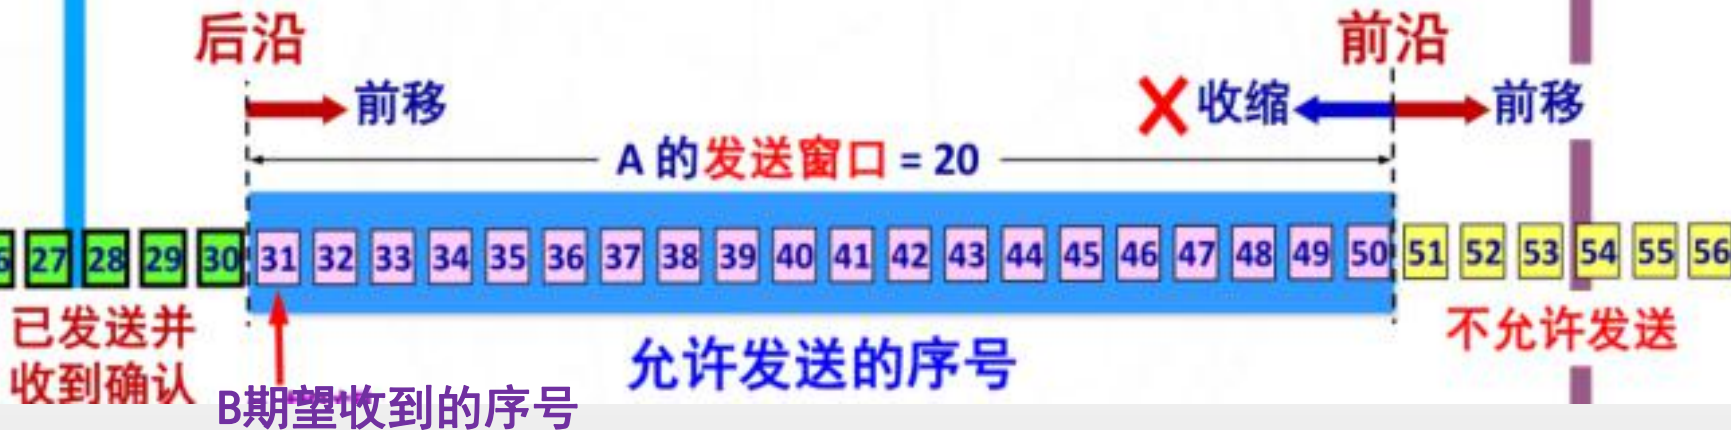 后沿
前沿
前移
收缩
前移
A 的发送窗口 = 20
27 28 29 30 31 32 33 34 35 36 37 38 39 40 41 42 43 44 45 46 47 48 49 50 51 52 53 54 55 56
已发送并
收到确认
允许发送的序号
不允许发送
B期望收到的序号